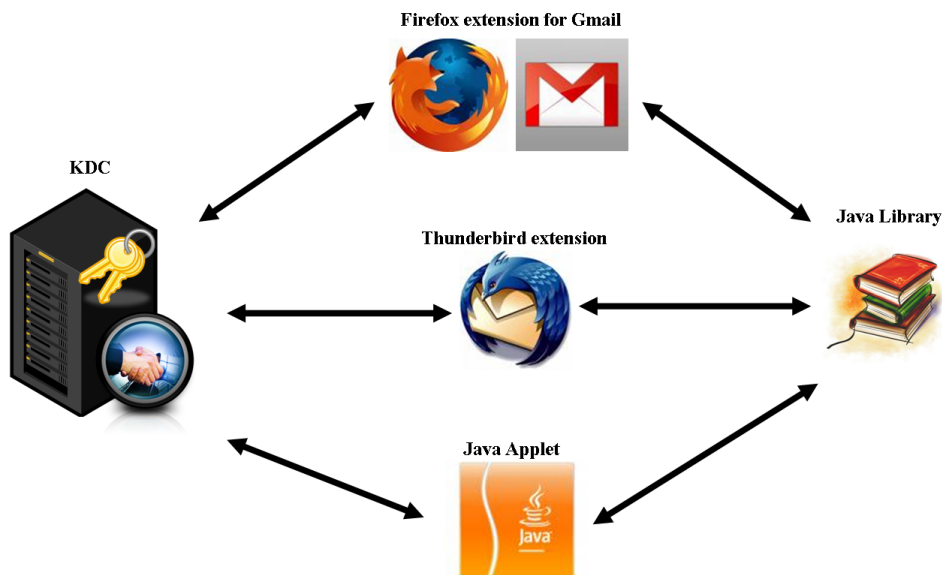 Firefox extension for Gmail
KDC
Java Library
Thunderbird extension
Java Applet
Java